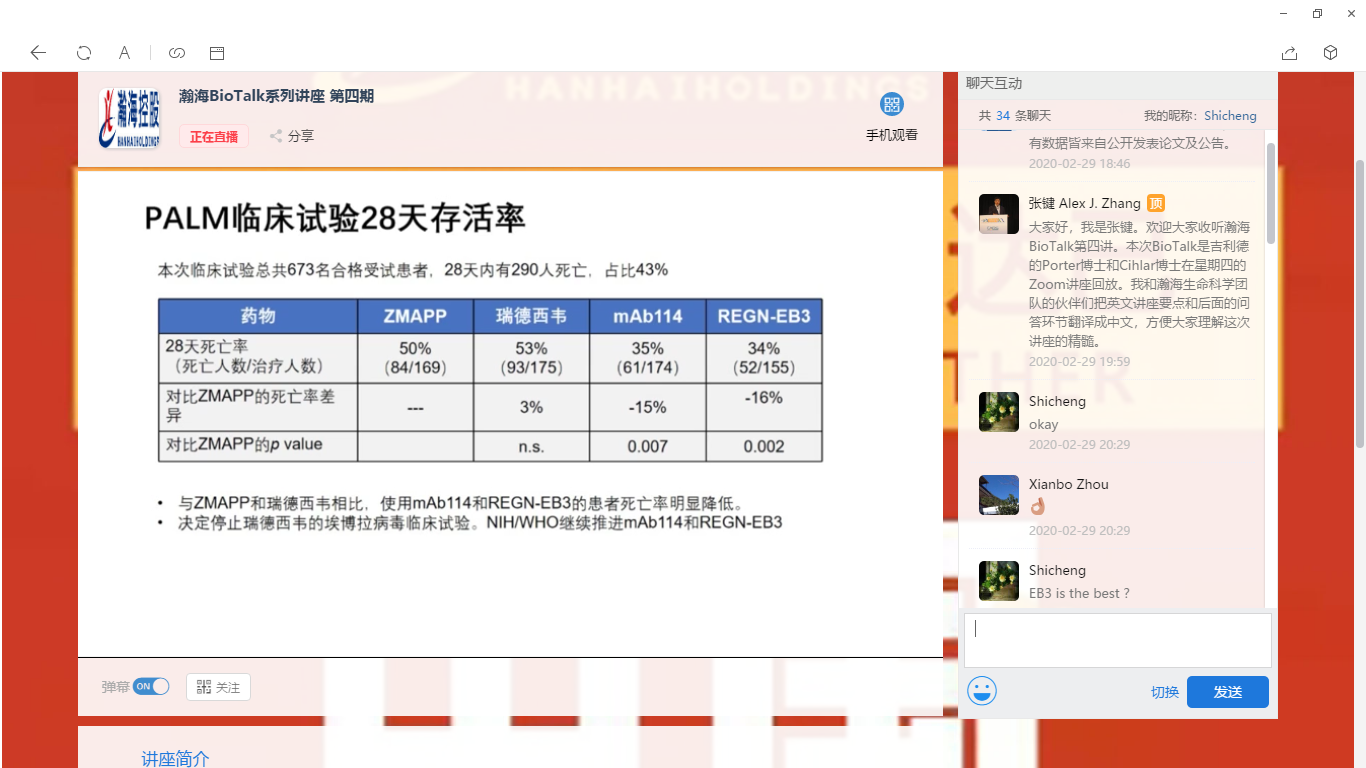 HANHAIHOLDINGS
瀚海控股
HANHAIHOLDINGS
瀚海BioTalk系列讲座 第四期
正在直播
分享
手机观看
PALM临床试验28天存活率
本次临床试验总共673名合格受试患者，28天内有290人死亡，占比43%
药物 ZMAPP 瑞德西韦 mAb114 REGN-EB3
28天死亡率
（死亡人数/治疗人数）
50%
（84/169）
53%
（93/175）
35%
（61/174）
34%
（52/155）
对比ZMAPP的死亡率差
异
--- 3% -15% -16%
对比ZMAPP的p value n.s. 0.007 0.002
• 与ZMAPP和瑞德西韦相比，使用mAb114和REGN-EB3的患者死亡率明显降低。
• 决定停止瑞德西韦的埃博拉病毒临床试验。NIH/WHO继续推进mAb114和REGN-EB3
弹幕 ON 关注
讲座简介
聊天互动
共 34 条聊天 我的昵称：Shicheng
有数据皆来自公开发表论文及公告。
2020-02-29 18:46
张键 Alex J. Zhang 顶
大家好，我是张键。欢迎大家收听瀚海
BioTalk第四讲。本次BioTalk是吉利德
的Porter博士和Cihlar博士在星期四的
Zoom讲座回放。我和瀚海生命科学团
队的伙伴们把英文讲座要点和后面的问
答环节翻译成中文，方便大家理解这次
讲座的精髓。
2020-02-29 19:59
Shicheng
okay
2020-02-29 20:29
Xianbo Zhou
👌🏽
2020-02-29 20:29
Shicheng
EB3 is the best ?
切换 发送